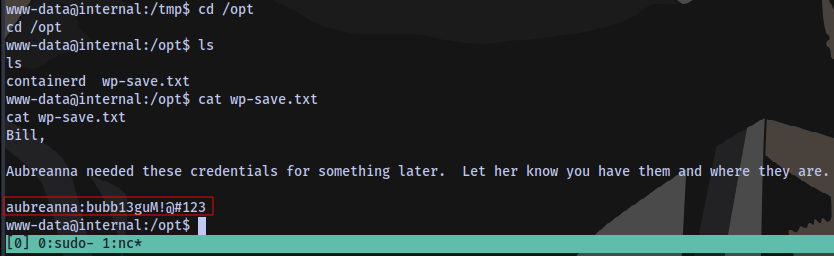 www-data@internal:/tmp$ cd /opt
cd /opt
www-data@internal:/opt$ ls
ls
containerd  wp-save.txt
www-data@internal:/opt$ cat wp-save.txt
cat wp-save.txt
Bill,
Aubreanna needed these credentials for something later.  Let her know you have them and where they are.
aubreanna:bubb13guM!@#123
www-data@internal:/opt$
[0] 0:sudo- 1:nc*